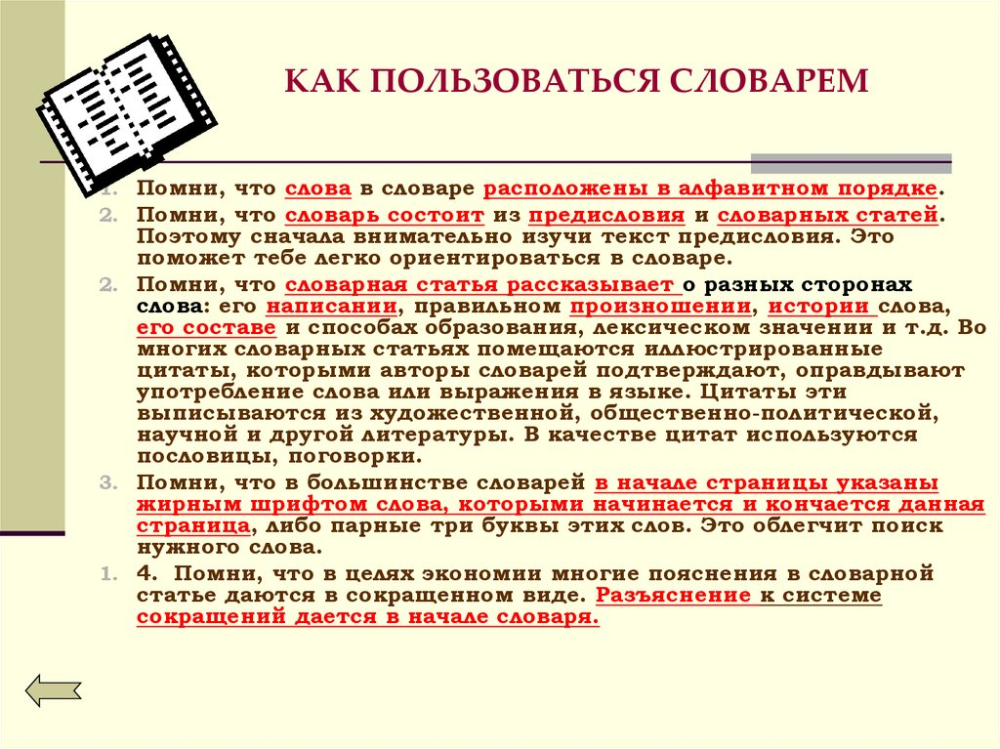 КАК ПОЛЬЗОВАТЬСЯ СЛОВАРЕМ
1. Помни, что слова в словаре расположены в алфавитном порядке.
2. Помни, что словарь состоит из предисловия и словарных статей.
Поэтому сначала внимательно изучи текст предисловия. Это
поможет тебе легко ориентироваться в словаре.
2. Помни, что словарная статья рассказывает о разных сторонах
слова: его написании, правильном произношении, истории слова,
его составе и способах образования, лексическом значении и т.д. Во
многих словарных статьях помещаются иллюстрированные
цитаты, которыми авторы словарей подтверждают, оправдывают
употребление слова или выражения в языке. Цитаты эти
выписываются из художественной, общественно-политической,
научной и другой литературы. В качестве цитат используются
пословицы, поговорки.
3. Помни, что в большинстве словарей в начале страницы указаны
жирным шрифтом слова, которыми начинается и кончается данная
страница, либо парные три буквы этих слов. Это облегчит поиск
нужного слова.
1. 4. Помни, что в целях экономии многие пояснения в словарной
статье даются в сокращенном виде. Разъяснение к системе
сокращений дается в начале словаря.